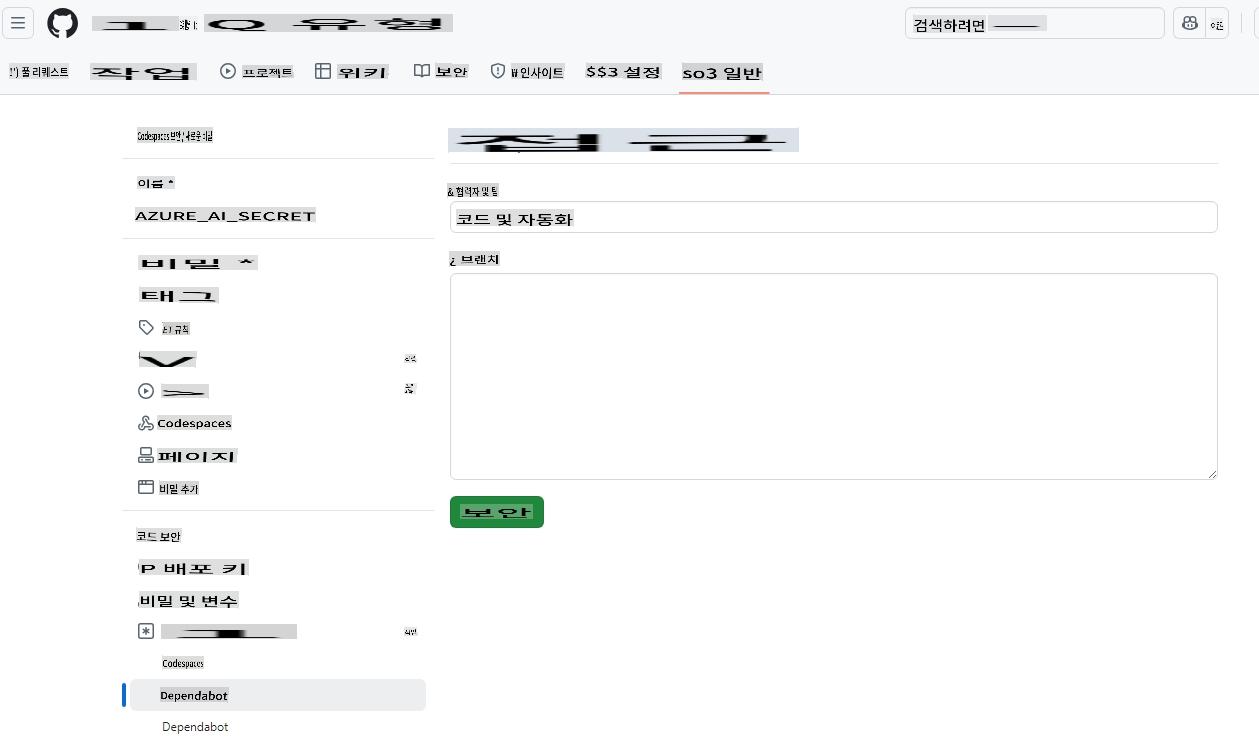 Q 유형
검색하려면
풀 리퀘스트
작업
프로젝트
위키
보안
인사이트
$$3 설정
so3 일반
Codespaces 보안 / 새로운 비밀
접근
이름 *
& 협력자 및 팀
AZURE_AI_SECRET
코드 및 자동화
비밀 *
¿ 브랜치
태그
규칙
Codespaces
페이지
비밀 추가
보안
코드 보안
P 배포 키
비밀 및 변수
Codespaces
Dependabot
Dependabot